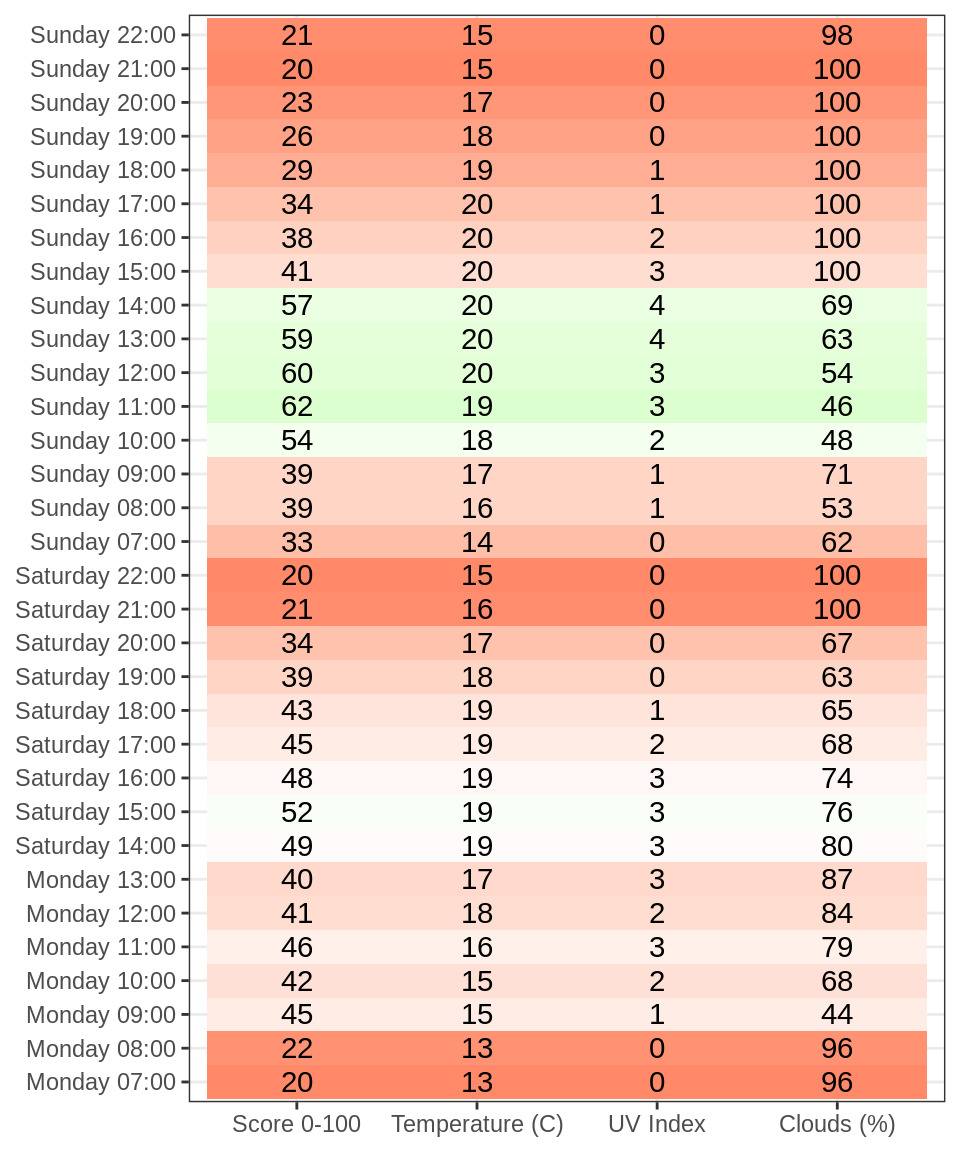 Sunday 22:00 21 15 0 98
Sunday 21:00 20 15 0 100
Sunday 20:00 23 17 0 100
Sunday 19:00 26 18 0 100
Sunday 18:00 29 19 1 100
Sunday 17:00 34 20 1 100
Sunday 16:00 38 20 2 100
Sunday 15:00 41 20 3 100
Sunday 14:00 57 20 4 69
Sunday 13:00 59 20 4 63
Sunday 12:00 60 20 3 54
Sunday 11:00 62 19 3 46
Sunday 10:00 54 18 2 48
Sunday 09:00 39 17 1 71
Sunday 08:00 39 16 1 53
Sunday 07:00 33 14 0 62
Saturday 22:00 20 15 0 100
Saturday 21:00 21 16 0 100
Saturday 20:00 34 17 0 67
Saturday 19:00 39 18 0 63
Saturday 18:00 43 19 1 65
Saturday 17:00 45 19 2 68
Saturday 16:00 48 19 3 74
Saturday 15:00 52 19 3 76
Saturday 14:00 49 19 3 80
Monday 13:00 40 17 3 87
Monday 12:00 41 18 2 84
Monday 11:00 46 16 3 79
Monday 10:00 42 15 2 68
Monday 09:00 45 15 1 44
Monday 08:00 22 13 0 96
Monday 07:00 20 13 0 96
Score 0-100 Temperature (C) UV Index Clouds (%)